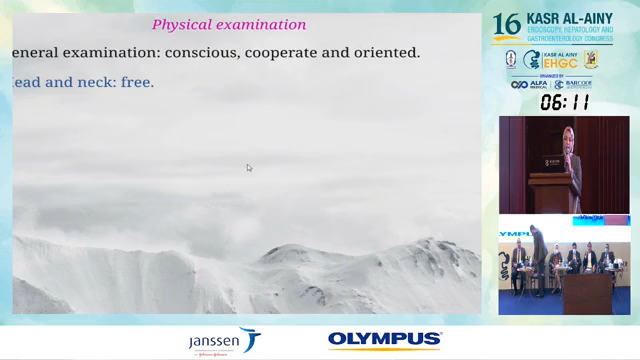 Physical examination
eneral examination: conscious, cooperate and oriented.
ead and neck: free.
16 KASR AL-AINY
ENDOSCOPY, HEPATOLOGY AND
GASTROENTEROLOGY CONGRESS
KASR AL AINY
EHGC
ORGANIZED BY
ALFA MEDICAL
BARCODE
06:11
OLYMPU
janssen
OLYMPUS